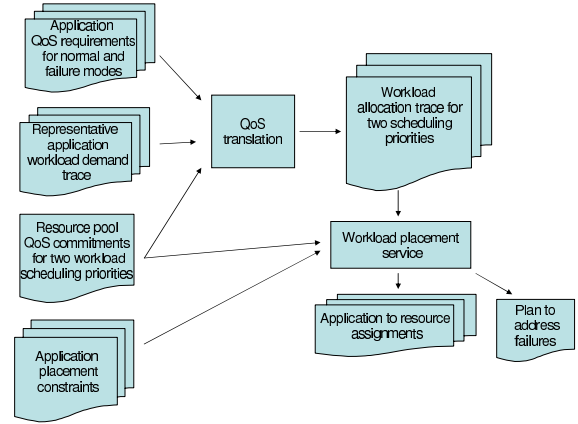 Application
QoS requirements
for normal and
failure modes
Representative
application
workload demand
trace
Resource pool
QoS commitments
for two workload
scheduling priorities
Application
placement
constraints
QoS
translation
Workload
allocation trace for
two scheduling
priorities
Workload placement
service
Application to resource
assignments
Plan to
address
failures